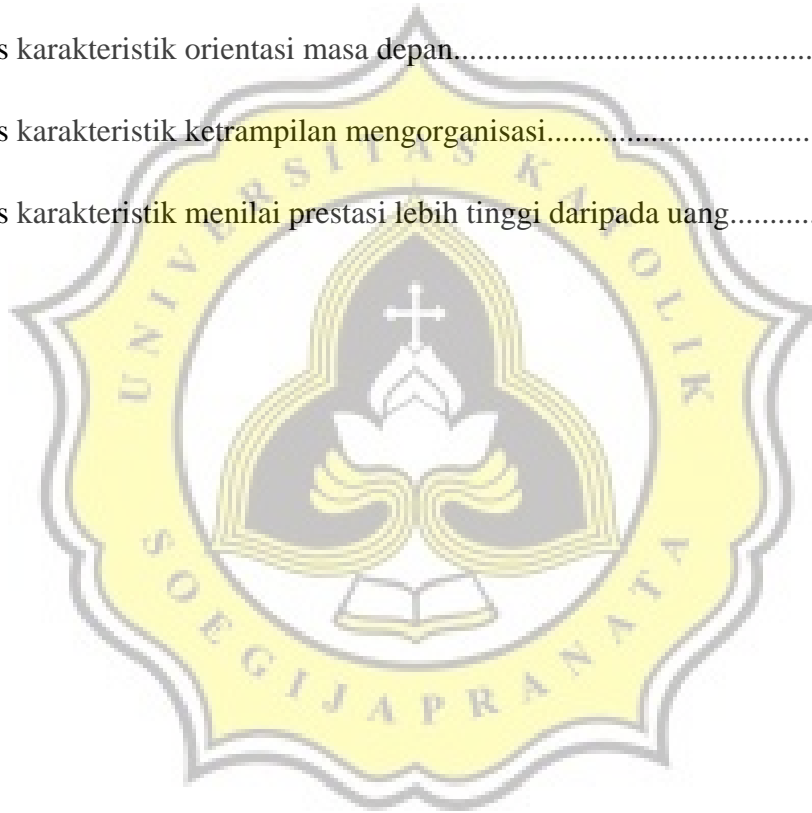 s karakteristik orientasi masa depan.......................................
s karakteristik ketrampilan mengorganisasi............................
s karakteristik menilai prestasi lebih tinggi daripada uang...........
UNIVERSITAS KATOLIK
SOEGIJAPRANATA